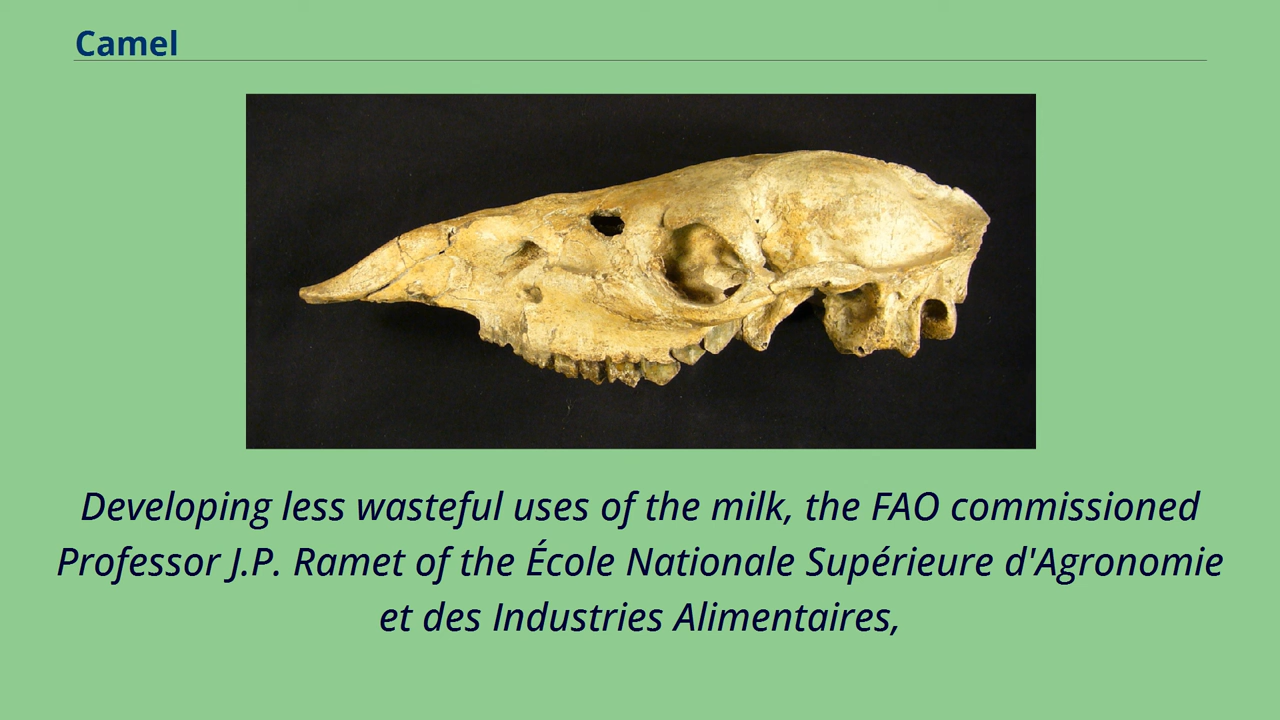 Camel
Developing less wasteful uses of the milk, the FAO commissioned
Professor J.P. Ramet of the École Nationale Supérieure d'Agronomie
et des Industries Alimentaires,